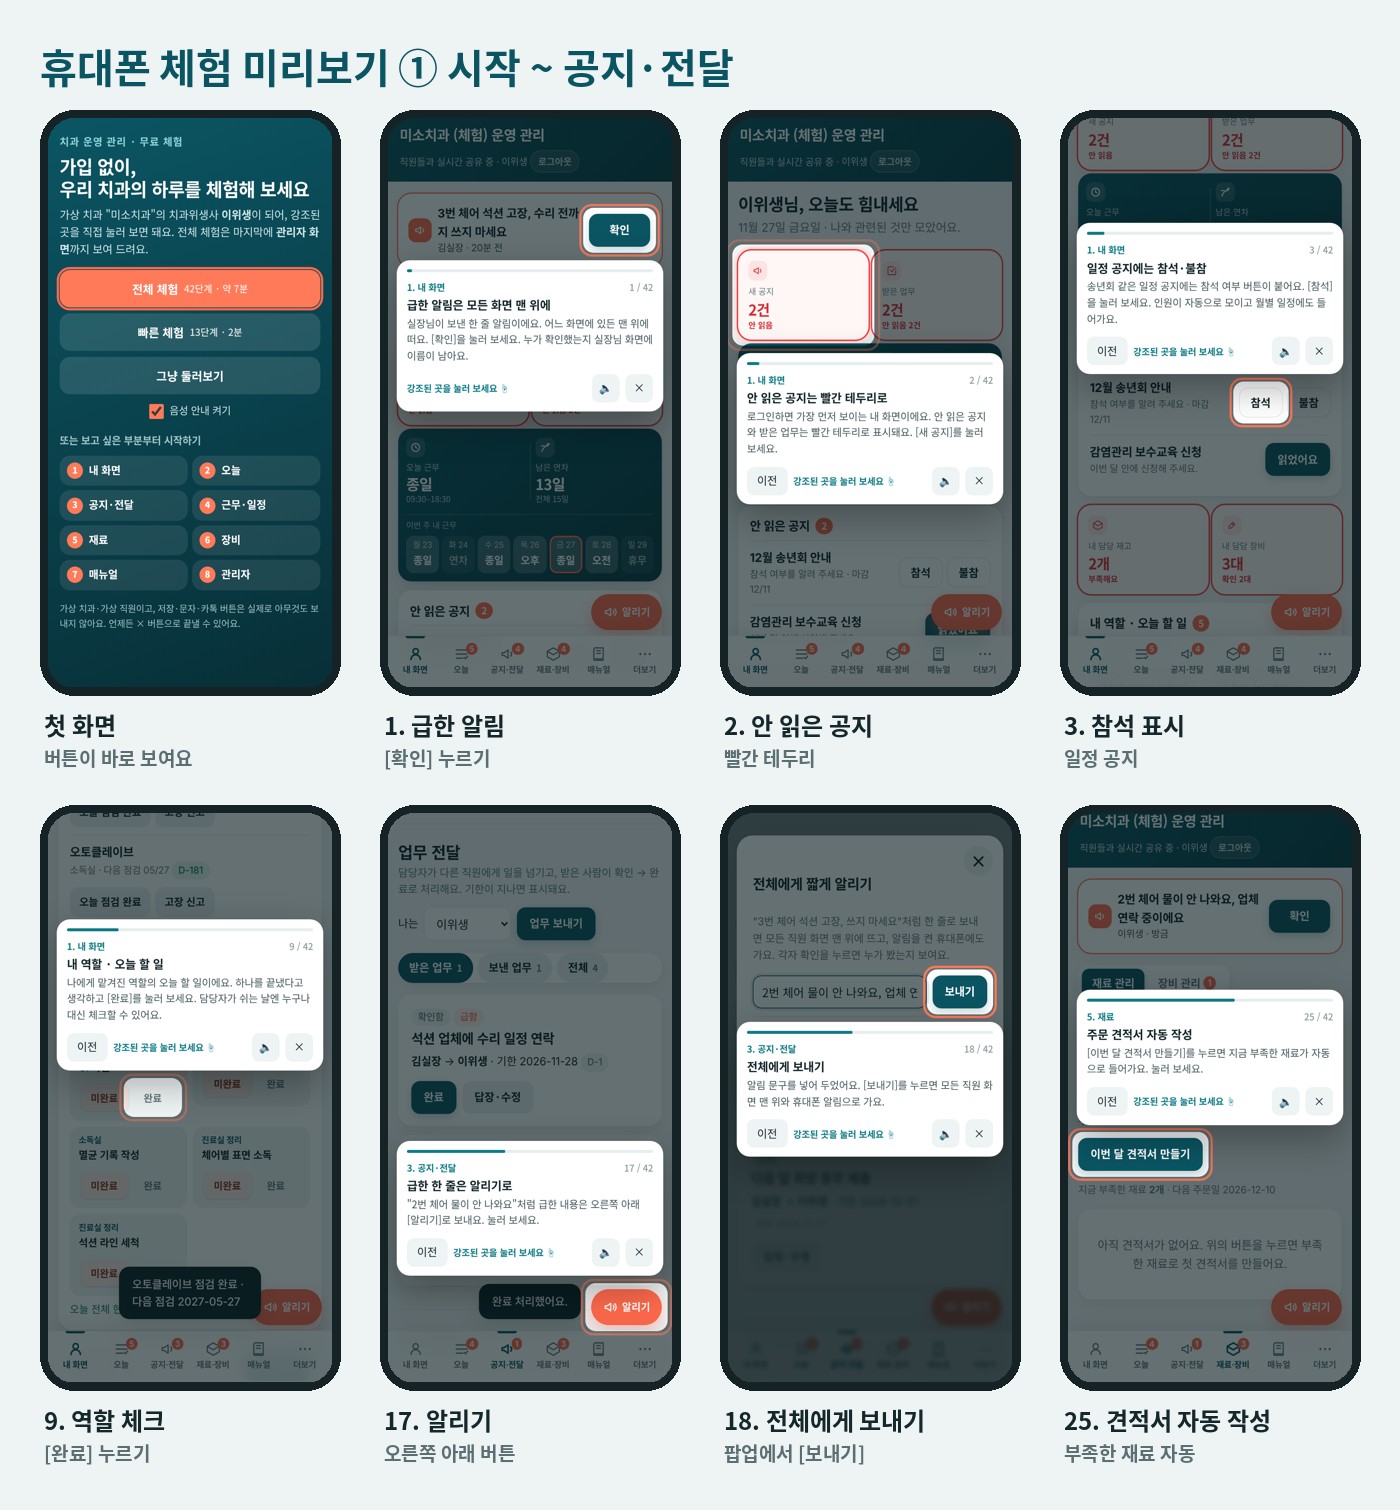 휴대폰 체험 미리보기 ① 시작 ~ 공지·전달
치과 운영 관리 · 무료 체험
가입 없이,
우리 치과의 하루를 체험해 보세요
가상 치과 "미소치과"의 치과위생사 이위생이 되어, 강조된
곳을 직접 눌러 보면 돼요. 전체 체험은 마지막에 관리자 화
면까지 보여 드려요.
전체 체험 42단계 · 약 7분
빠른 체험 13단계 · 2분
그냥 둘러보기
음성 안내 켜기
또는 보고 싶은 부분부터 시작하기
1 내 화면
2 오늘
3 공지·전달
4 근무·일정
5 재료
6 장비
7 매뉴얼
8 관리자
가상 치과·가상 직원이고, 저장·문자·카톡 버튼은 실제로 아무것도 보
내지 않아요. 언제든 × 버튼으로 끝낼 수 있어요.
첫 화면
버튼이 바로 보여요
미소치과 (체험) 운영 관리
직원들과 실시간 공유 중 · 이위생 로그아웃
3번 체어 석션 고장, 수리 전까
지 쓰지 마세요
김실장 · 20분 전
확인
1. 내 화면 1 / 42
급한 알림은 모든 화면 맨 위에
실장님이 보낸 한 줄 알림이에요. 어느 화면에 있든 맨 위에
떠요. [확인]을 눌러 보세요. 누가 확인했는지 실장님 화면에
이름이 남아요.
강조된 곳을 눌러 보세요
오늘 근무
종일
09:30-18:30
남은 연차
13일
전체 15일
이번 주 내 근무
월 23 화 24 수 25 목 26 금 27 토 28 일 29
종일 연차 종일 오후 종일 오전 휴무
안 읽은 공지 2
알리기
5 4 4
내 화면 오늘 공지·전달 재료·장비 매뉴얼 더보기
1. 급한 알림
[확인] 누르기
미소치과 (체험) 운영 관리
직원들과 실시간 공유 중 · 이위생 로그아웃
이위생님, 오늘도 힘내세요
11월 27일 금요일 · 나와 관련된 것만 모았어요.
새 공지
2건
안 읽음
받은 업무
2건
안 읽음 2건
1. 내 화면 2 / 42
안 읽은 공지는 빨간 테두리로
로그인하면 가장 먼저 보이는 내 화면이에요. 안 읽은 공지
와 받은 업무는 빨간 테두리로 표시돼요. [새 공지]를 눌러
보세요.
이전 강조된 곳을 눌러 보세요
안 읽은 공지 2
12월 송년회 안내
참석 여부를 알려 주세요 · 마감
12/11
참석 불참
감염관리 보수교육 신청
알리기
5 4 4
내 화면 오늘 공지·전달 재료·장비 매뉴얼 더보기
2. 안 읽은 공지
빨간 테두리
새 공지
2건
안 읽음
받은 업무
2건
안 읽음 2건
오늘 근무 남은 연차
1. 내 화면 3 / 42
일정 공지에는 참석·불참
송년회 같은 일정 공지에는 참석 여부 버튼이 붙어요. [참석]
을 눌러 보세요. 인원이 자동으로 모이고 월별 일정에도 들
어가요.
이전 강조된 곳을 눌러 보세요
12월 송년회 안내
참석 여부를 알려 주세요 · 마감
12/11
참석 불참
감염관리 보수교육 신청
이번 달 안에 신청해 주세요.
읽었어요
내 담당 재고
2개
부족해요
내 담당 장비
3대
확인 2대
알리기
내 역할 · 오늘 할 일 5
5 4 4
내 화면 오늘 공지·전달 재료·장비 매뉴얼 더보기
3. 참석 표시
일정 공지
오늘 점검 완료 고장 신고
오토클레이브
소독실 · 다음 점검 05/27 D-181
오늘 점검 완료 고장 신고
1. 내 화면 9 / 42
내 역할 · 오늘 할 일
나에게 맡겨진 역할의 오늘 할 일이에요. 하나를 끝냈다고
생각하고 [완료]를 눌러 보세요. 담당자가 쉬는 날엔 누구나
대신 체크할 수 있어요.
이전 강조된 곳을 눌러 보세요
미완료 완료 미완료 완료
소독실
멸균 기록 작성
미완료 완료
진료실 정리
체어별 표면 소독
미완료 완료
진료실 정리
석션 라인 세척
미완료
오토클레이브 점검 완료 ·
다음 점검 2027-05-27
알리기
오늘 전체
5 3 3
내 화면 오늘 공지·전달 재료·장비 매뉴얼 더보기
9. 역할 체크
[완료] 누르기
업무 전달
담당자가 다른 직원에게 일을 넘기고, 받은 사람이 확인 → 완
료로 처리해요. 기한이 지나면 표시돼요.
나는 이위생 업무 보내기
받은 업무 1 보낸 업무 1 전체 4
확인함 급함
석션 업체에 수리 일정 연락
김실장 → 이위생 · 기한 2026-11-28 D-1
완료 답장·수정
3. 공지·전달 17 / 42
급한 한 줄은 알리기로
"2번 체어 물이 안 나와요"처럼 급한 내용은 오른쪽 아래
[알리기]로 보내요. 눌러 보세요.
이전 강조된 곳을 눌러 보세요
완료 처리했어요.
알리기
4 1 3
내 화면 오늘 공지·전달 재료·장비 매뉴얼 더보기
17. 알리기
오른쪽 아래 버튼
전체에게 짧게 알리기
"3번 체어 석션 고장, 쓰지 마세요"처럼 한 줄로 보내
면 모든 직원 화면 맨 위에 뜨고, 알림을 켠 휴대폰에도
가요. 각자 확인을 누르면 누가 봤는지 보여요.
2번 체어 물이 안 나와요, 업체 연
보내기
3. 공지·전달 18 / 42
전체에게 보내기
알림 문구를 넣어 두었어요. [보내기]를 누르면 모든 직원 화
면 맨 위와 휴대폰 알림으로 가요.
이전 강조된 곳을 눌러 보세요
18. 전체에게 보내기
팝업에서 [보내기]
미소치과 (체험) 운영 관리
직원들과 실시간 공유 중 · 이위생 로그아웃
2번 체어 물이 안 나와요, 업체
연락 중이에요
이위생 · 방금
확인
재료 관리 장비 관리 1
5. 재료 25 / 42
주문 견적서 자동 작성
[이번 달 견적서 만들기]를 누르면 지금 부족한 재료가 자동
으로 들어가요. 눌러 보세요.
이전 강조된 곳을 눌러 보세요
이번 달 견적서 만들기
지금 부족한 재료 2개 · 다음 주문일 2026-12-10
아직 견적서가 없어요. 위의 버튼을 누르면 부족
한 재료로 첫 견적서를 만들어요.
알리기
4 1 3
내 화면 오늘 공지·전달 재료·장비 매뉴얼 더보기
25. 견적서 자동 작성
부족한 재료 자동